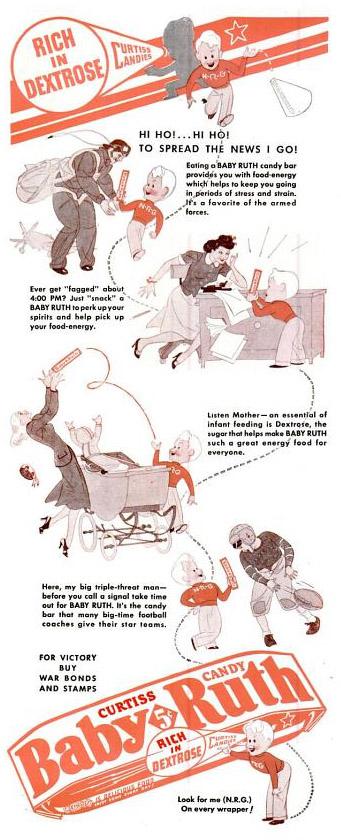 RICH
IN
DEXTROSE
CURTISS
CANDIES
N-R-G
HI HO!...HI HO!
TO SPREAD THE NEWS I GO!
Eating a BABY RUTH candy bar
provides you with food-energy
which helps to keep you going
in periods of stress and strain.
It's a favorite of the armed
forces.
N-R-G
Ever get "fagged" about
4:00 PM? Just "snack" a
BABY RUTH to perk up your
spirits and help pick up
your food-energy.
Listen Mother—an essential of
infant feeding is Dextrose, the
sugar that helps make BABY RUTH
such a great energy food for
everyone.
Here, my big triple-threat man—
before you call a signal take time
out for BABY RUTH. It's the candy
bar that many big-time football
coaches give their star teams.
N-R-G
FOR VICTORY
BUY
WAR BONDS
AND STAMPS
CURTISS
CANDY
Baby Ruth
5¢
RICH
IN
DEXTROSE
CURTISS
CANDIES
CANDY IS DELICIOUS FOOD
Look for me (N.R.G.)
On every wrapper!